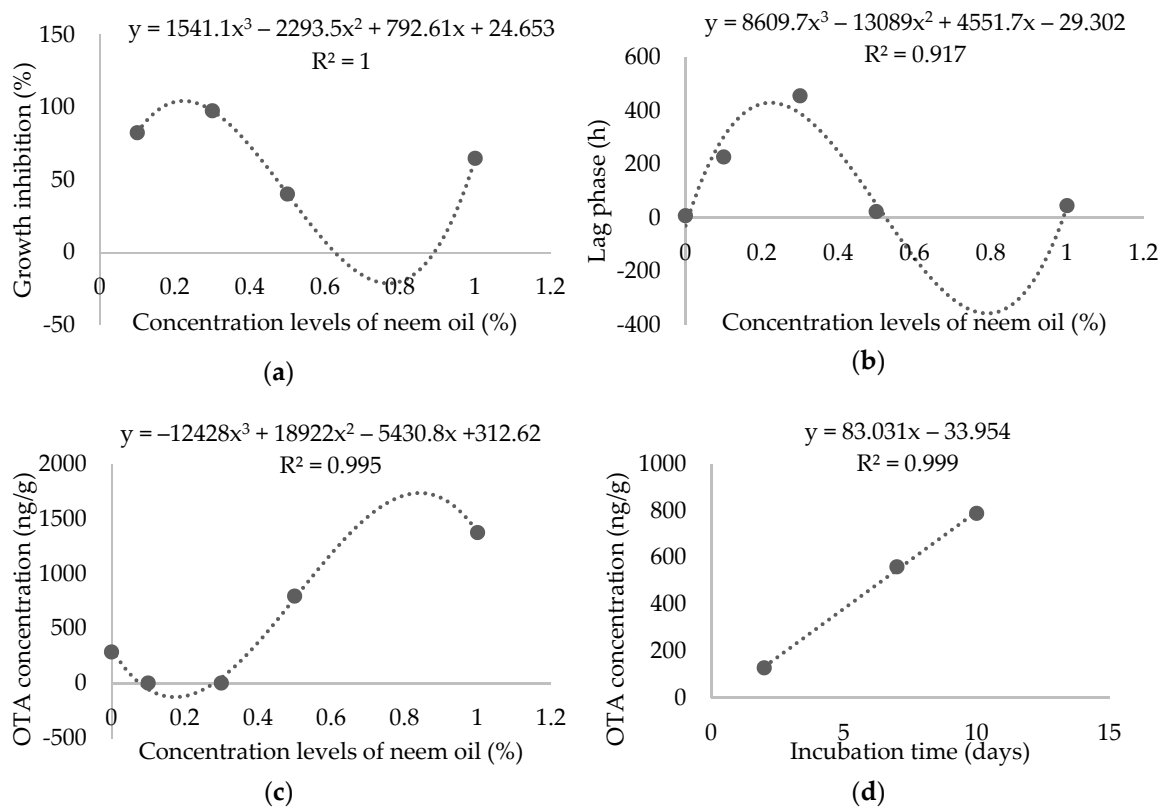 y = 1541.1x³ – 2293.5x² + 792.61x + 24.653
R² = 1
150
100
50
0
-50
0
0.2
0.4
0.6
0.8
1
1.2
Growth inhibition (%)
Concentration levels of neem oil (%)
(a)
y = 8609.7x³ – 13089x² + 4551.7x – 29.302
R² = 0.917
600
400
200
0
-200
-400
0
0.2
0.4
0.6
0.8
1
1.2
Lag phase (h)
Concentration levels of neem oil (%)
(b)
y = –12428x³ + 18922x² – 5430.8x +312.62
R² = 0.995
2000
1500
1000
500
0
-500
0
0.2
0.4
0.6
0.8
1
1.2
OTA concentration (ng/g)
Concentration levels of neem oil (%)
(c)
y = 83.031x – 33.954
R² = 0.999
1000
800
600
400
200
0
0
5
10
15
OTA concentration (ng/g)
Incubation time (days)
(d)